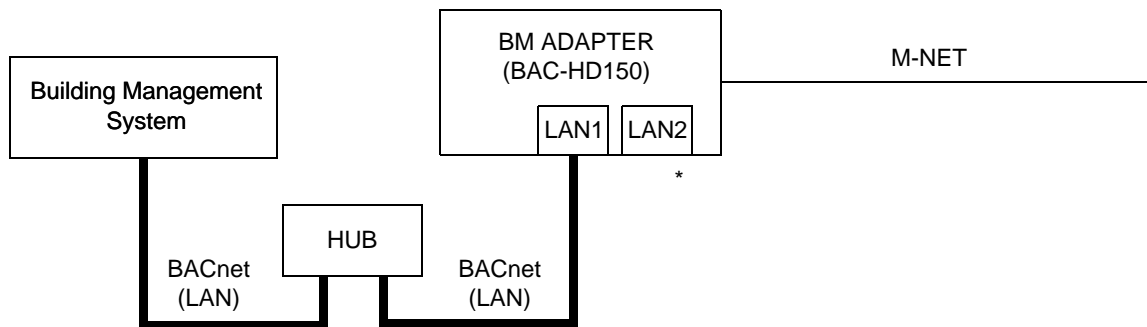 Building Management
System
BM ADAPTER
(BAC-HD150)
LAN1
LAN2
*
M-NET
HUB
BACnet
(LAN)
BACnet
(LAN)